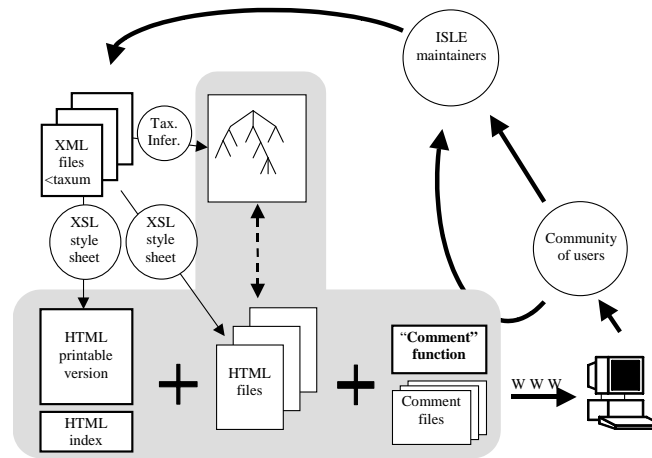 ISLE
maintainers
Tax.
Infer.
XML
files
<taxum
XSL
style
sheet
XSL
style
sheet
Community
of users
HTML
printable
version
HTML
files
“Comment”
function
Comment
files
W W W
HTML
index